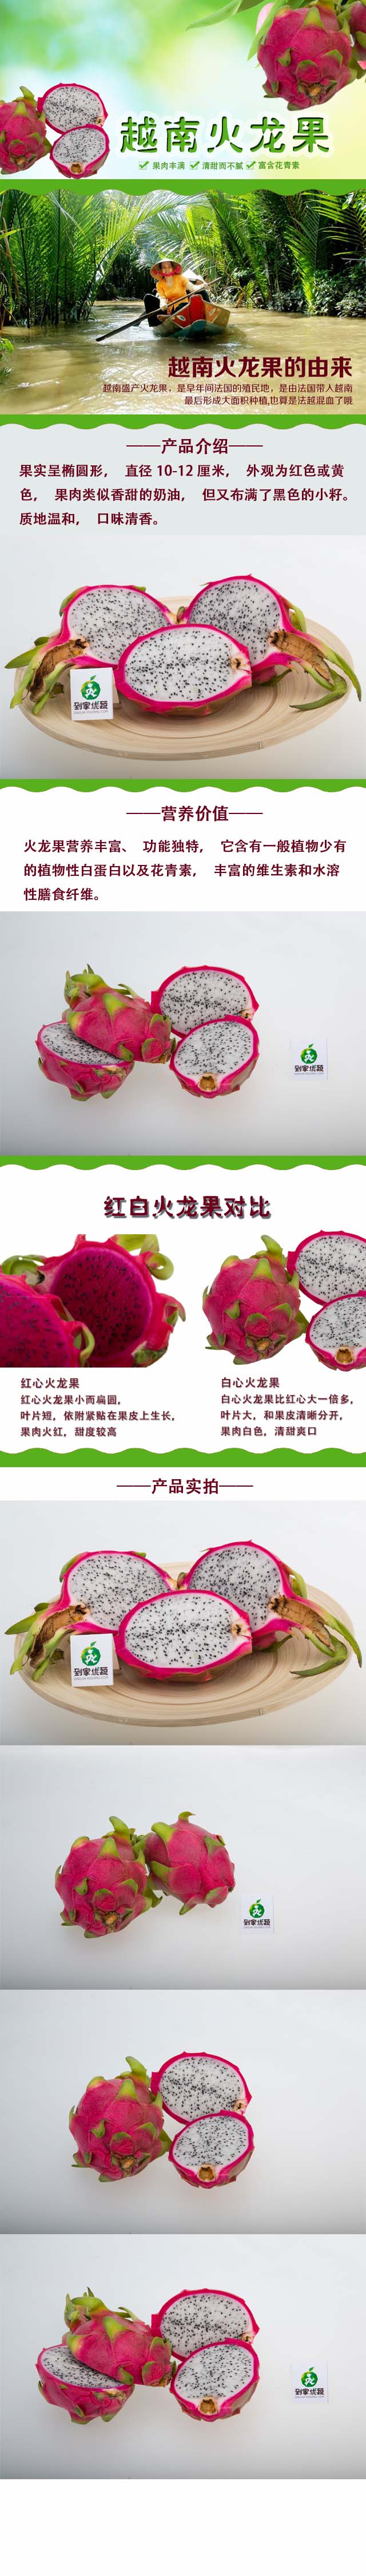 越南火龙果
果肉丰满 清甜而不腻 富含花青素
越南火龙果的由来
越南盛产火龙果，是早年间法国的殖民地，是由法国带人越南
最后形成大面积种植,也算是法越混血了哦
——产品介绍——
果实呈椭圆形， 直径 10-12 厘米， 外观为红色或黄
色， 果肉类似香甜的奶油， 但又布满了黑色的小籽。
质地温和， 口味清香。
到家优蔬
——营养价值——
火龙果营养丰富、 功能独特， 它含有一般植物少有
的植物性白蛋白以及花青素， 丰富的维生素和水溶
性膳食纤维。
到家优蔬
红白火龙果对比
红心火龙果
红心火龙果小而扁圆，
叶片短，依附紧贴在果皮上生长，
果肉火红，甜度较高
白心火龙果
白心火龙果比红心大一倍多，
叶片大，和果皮清晰分开，
果肉白色，清甜爽口
——产品实拍——
到家优蔬
到家优蔬
到家优蔬